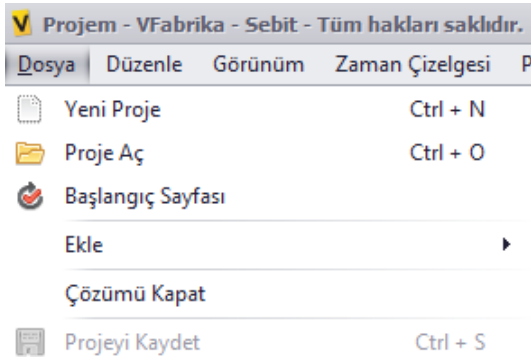 V Projem - VFabrika - Sebit - Tüm hakları saklıdır.
Dosya Düzenle Görünüm Zaman Çizelgesi P
Yeni Proje Ctrl + N
Proje Aç Ctrl + O
Başlangıç Sayfası
Ekle
Çözümü Kapat
Projeyi Kaydet Ctrl + S